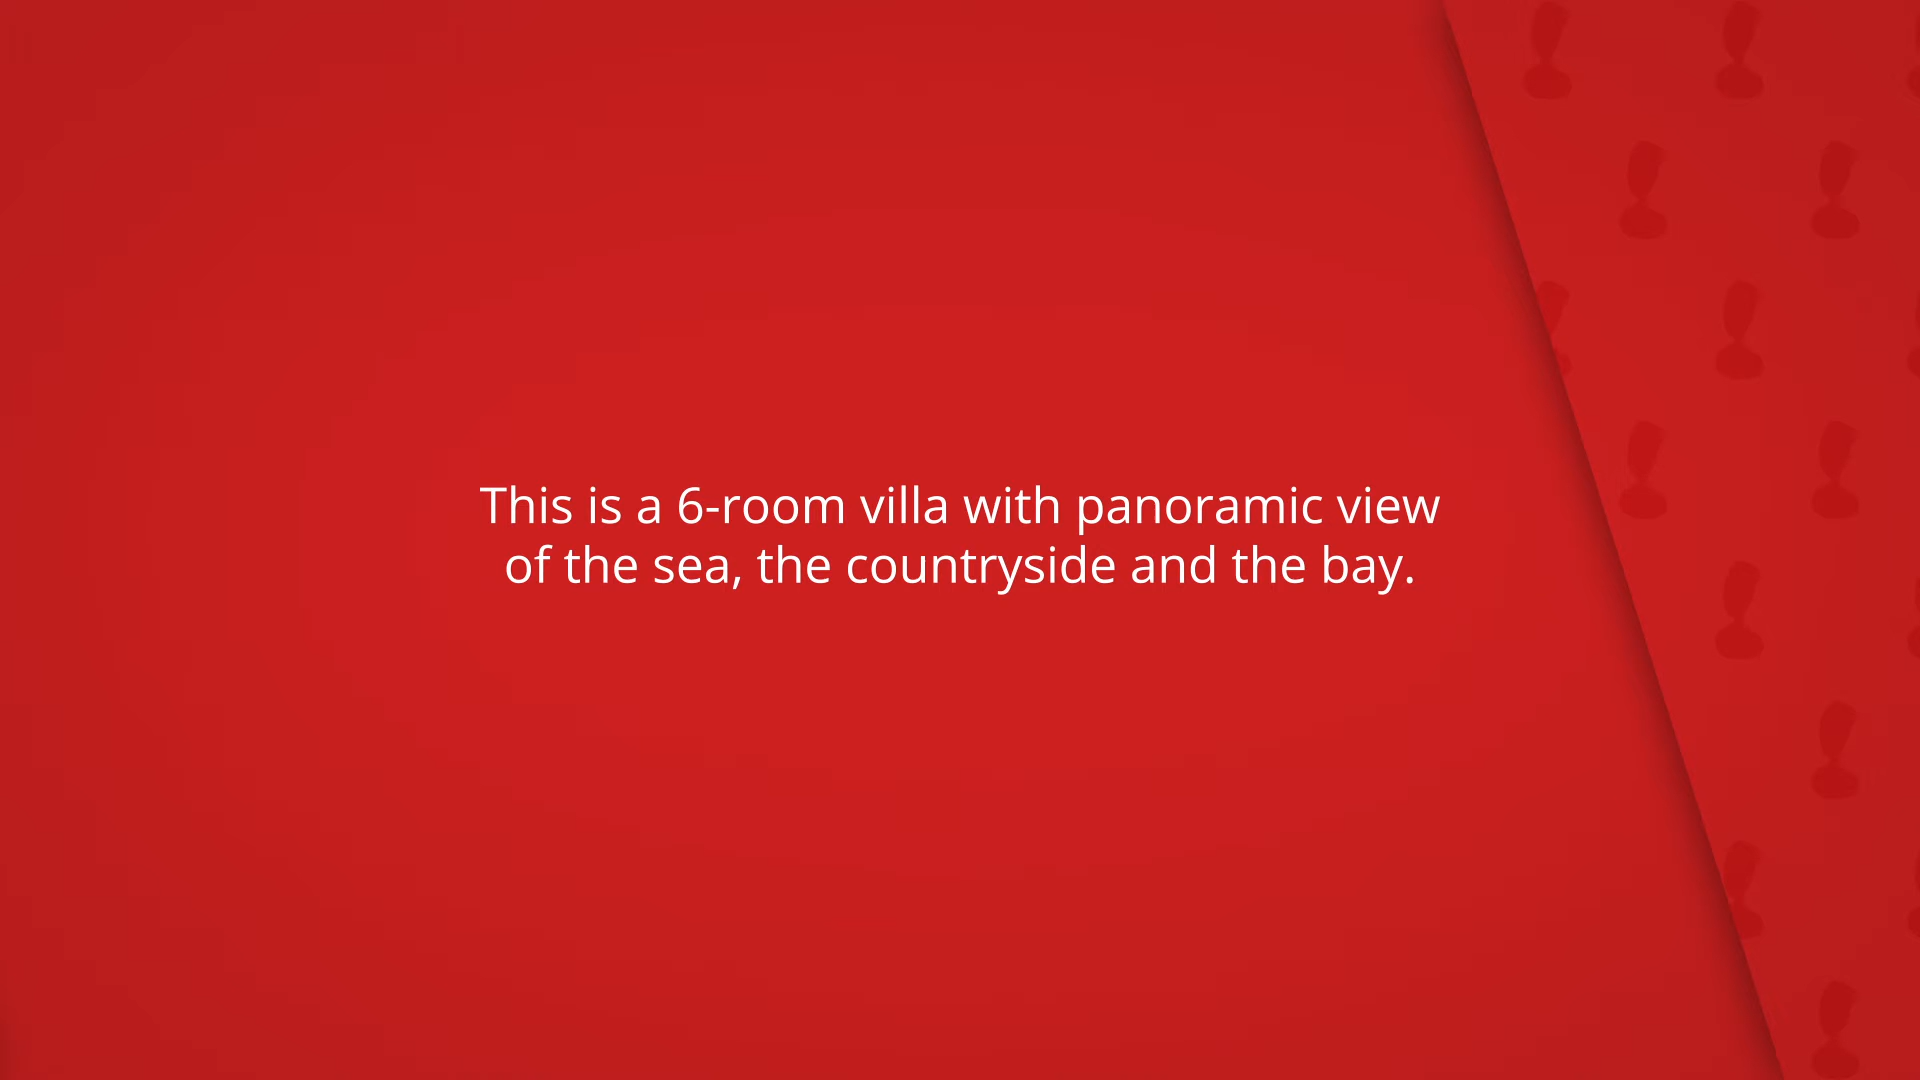 This is a 6-room villa with panoramic view
of the sea, the countryside and the bay.